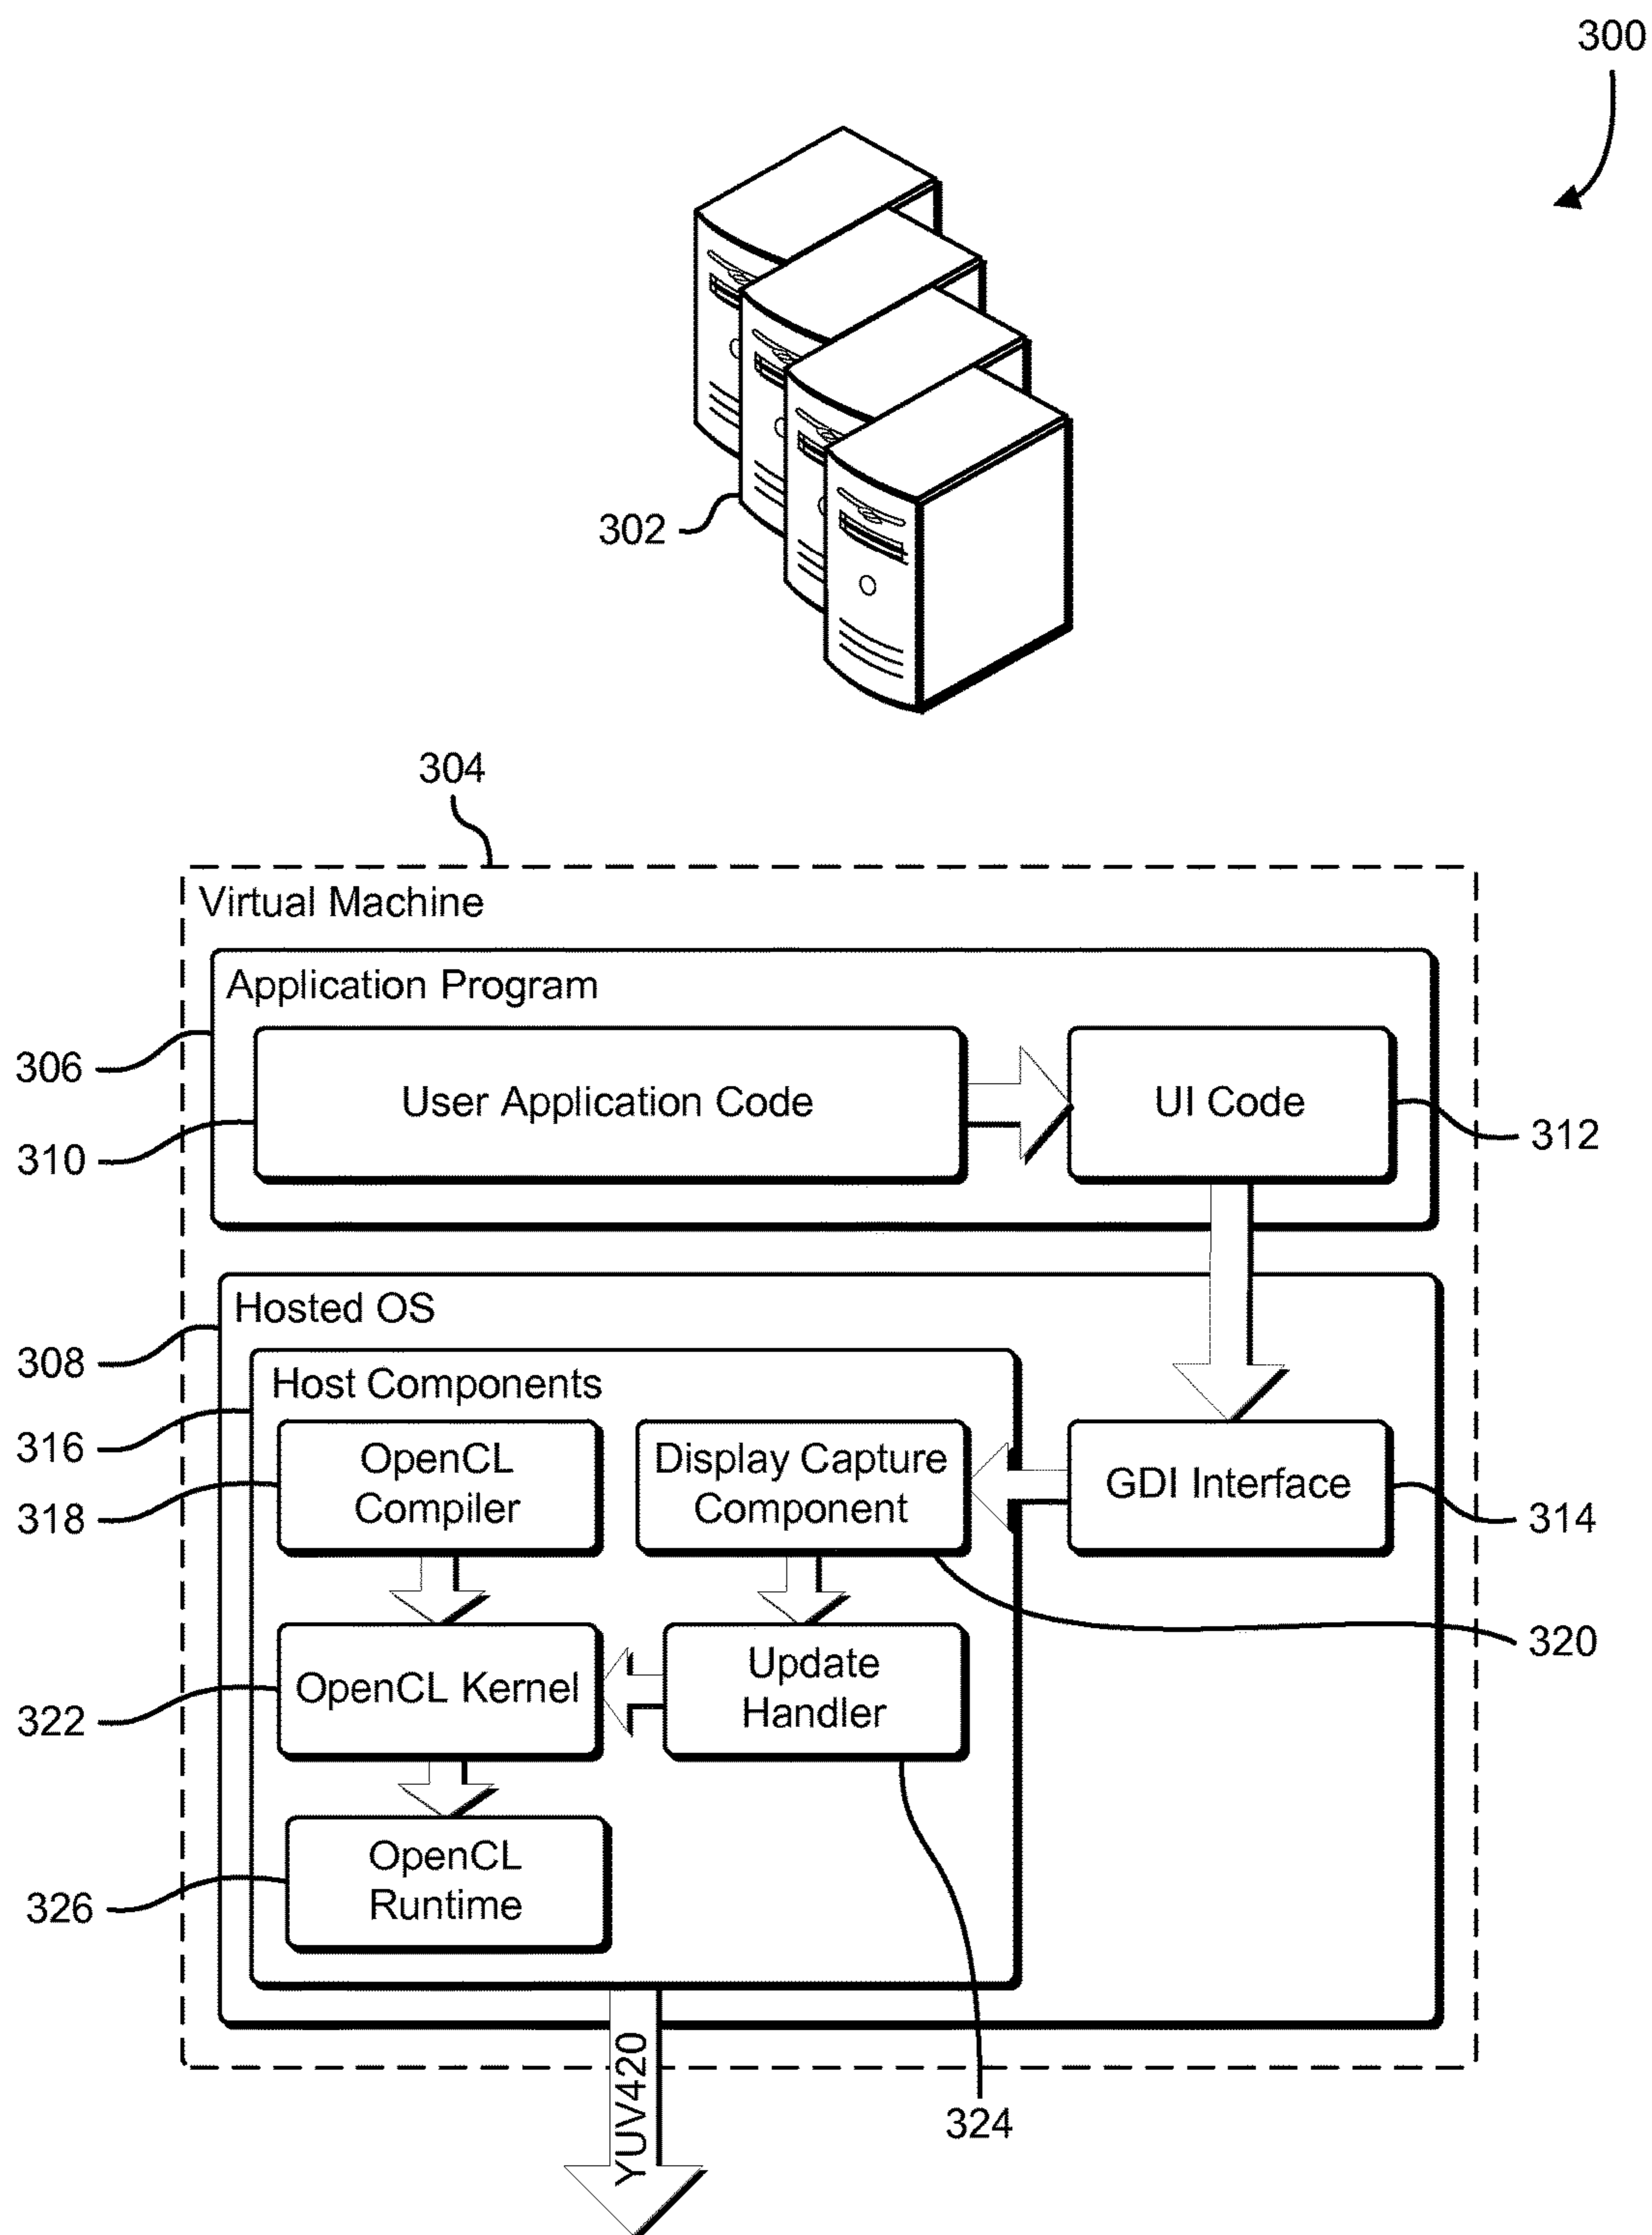 300
302
304
Virtual Machine
Application Program
306
User Application Code
UI Code
310
312
Hosted OS
308
Host Components
316
OpenCL
Compiler
Display Capture
Component
GDI Interface
318
314
320
OpenCL Kernel
Update
Handler
322
OpenCL
Runtime
326
YUV420
324